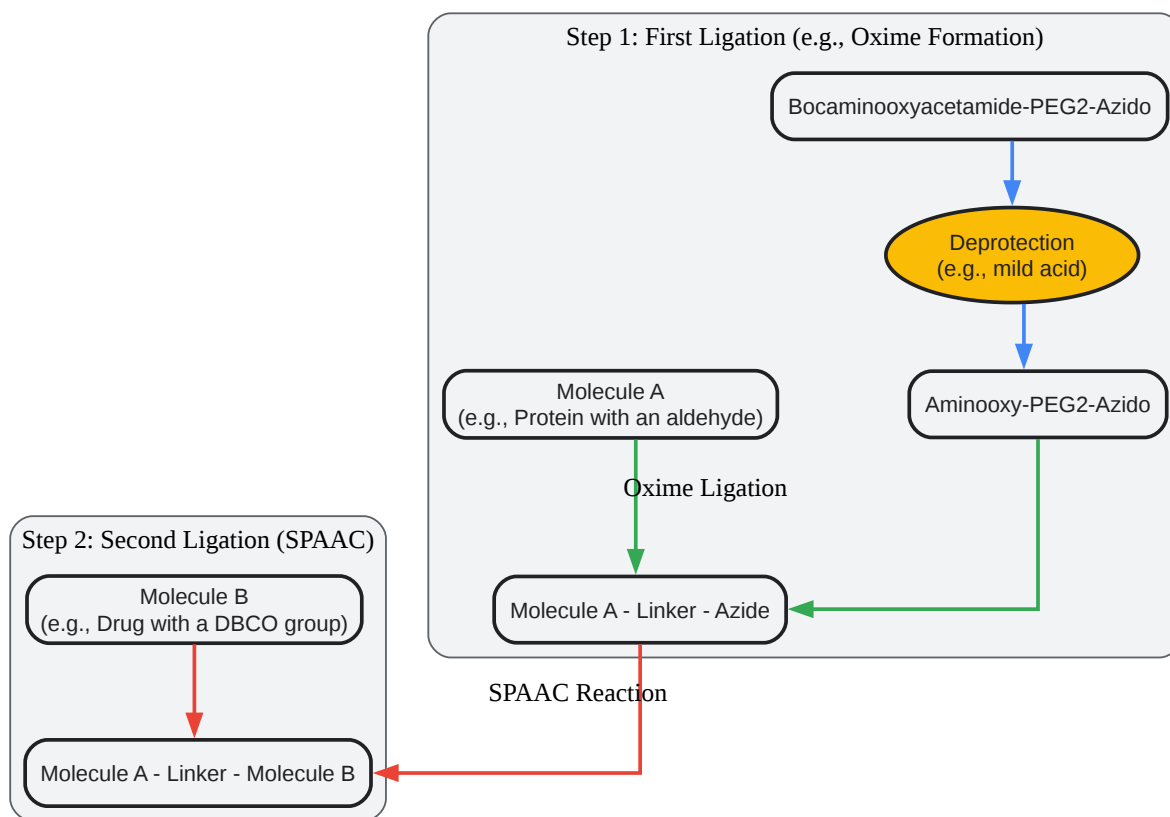 Step 1: First Ligation (e.g., Oxime Formation)
Bocaminooxyacetamide-PEG2-Azido
Deprotection
(e.g., mild acid)
Molecule A
(e.g., Protein with an aldehyde)
Aminooxy-PEG2-Azido
Oxime Ligation
Molecule A - Linker - Azide
Step 2: Second Ligation (SPAAC)
Molecule B
(e.g., Drug with a DBCO group)
SPAAC Reaction
Molecule A - Linker - Molecule B